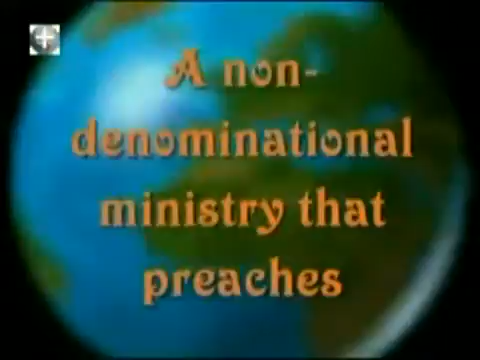 A non-
denominational
ministry that
preaches